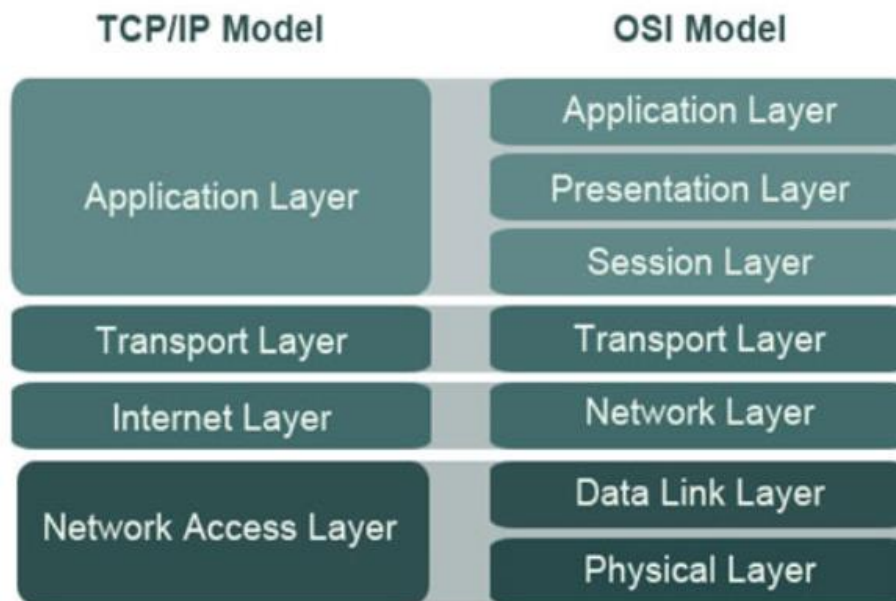 TCP/IP Model
OSI Model
Application Layer
Application Layer
Presentation Layer
Session Layer
Transport Layer
Transport Layer
Internet Layer
Network Layer
Network Access Layer
Data Link Layer
Physical Layer